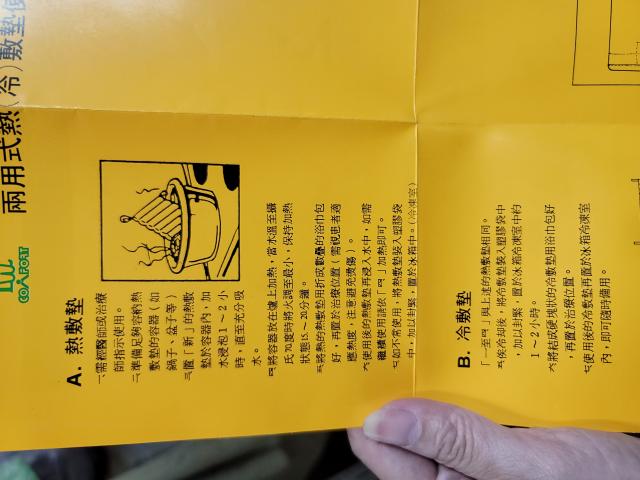 兩用式熱(冷)敷墊使
COMFORT
A. 熱敷墊
一需經醫師或治療
師指示使用。
二準備足夠容納熱
敷墊的容器(如
鍋子、盆子等)
三置「新」的熱敷
墊於容器內，加
水浸泡1～2小
時，直至充分吸
水。
四將容器放在爐上加熱，當水溫至攝
氏70度時將火調至最小，保持加熱
狀態15～20分鐘。
五將熱的熱敷墊用折成數疊的浴巾包
好，再置於治療位置(需視患者適
應熱度，注意避免燙傷)。
六使用後的熱敷墊再浸入水中，如需
繼續使用請依「四」加熱即可。
七如不常使用，將熱敷墊裝入塑膠袋
中，加以封緊，置於冰箱中。(冷凍室)
B. 冷敷墊
「一至四」與上述的熱敷墊相同。
五俟冷卻後，將冷敷墊裝入塑膠袋中
，加以封緊，置於冰箱冷凍室中約
1～2小時。
六將結成硬塊狀的冷敷墊用浴巾包好
，再置於治療位置。
七使用後的冷敷墊再置於冰箱冷凍室
內，即可隨時備用。